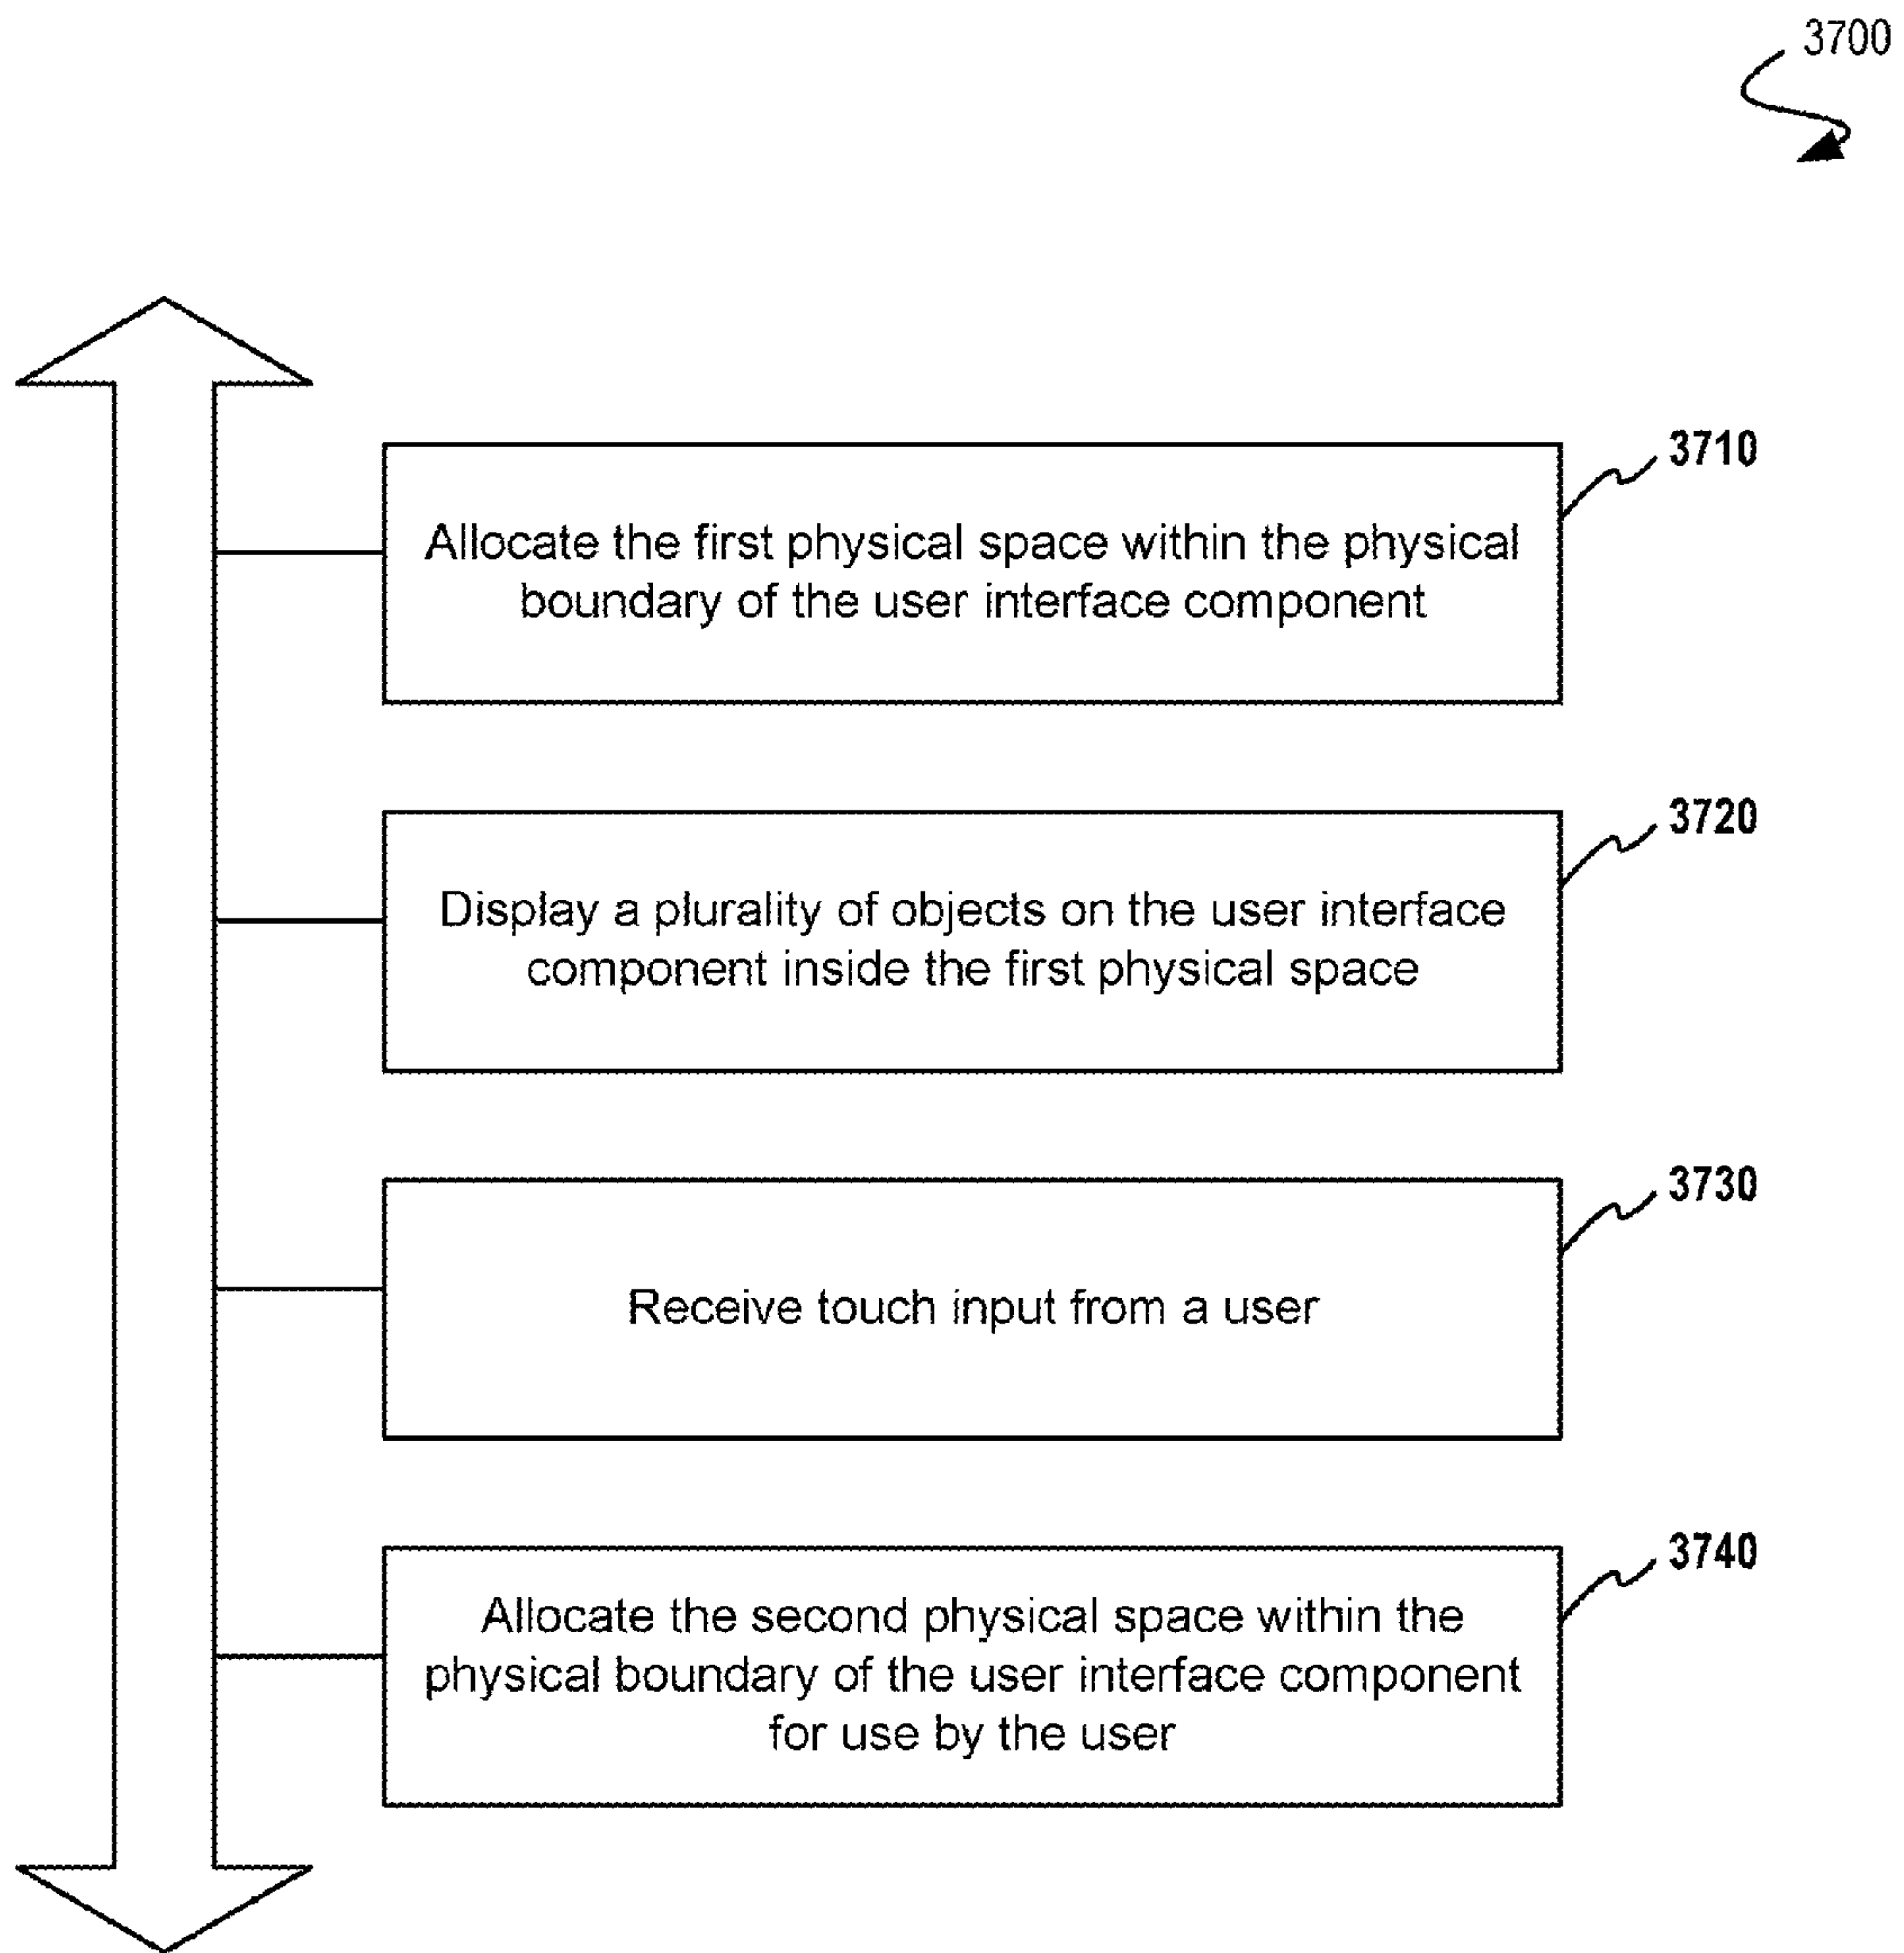 3700
3710
Allocate the first physical space within the physical
boundary of the user interface component
3720
Display a plurality of objects on the user interface
component inside the first physical space
3730
Receive touch input from a user
3740
Allocate the second physical space within the
physical boundary of the user interface component
for use by the user